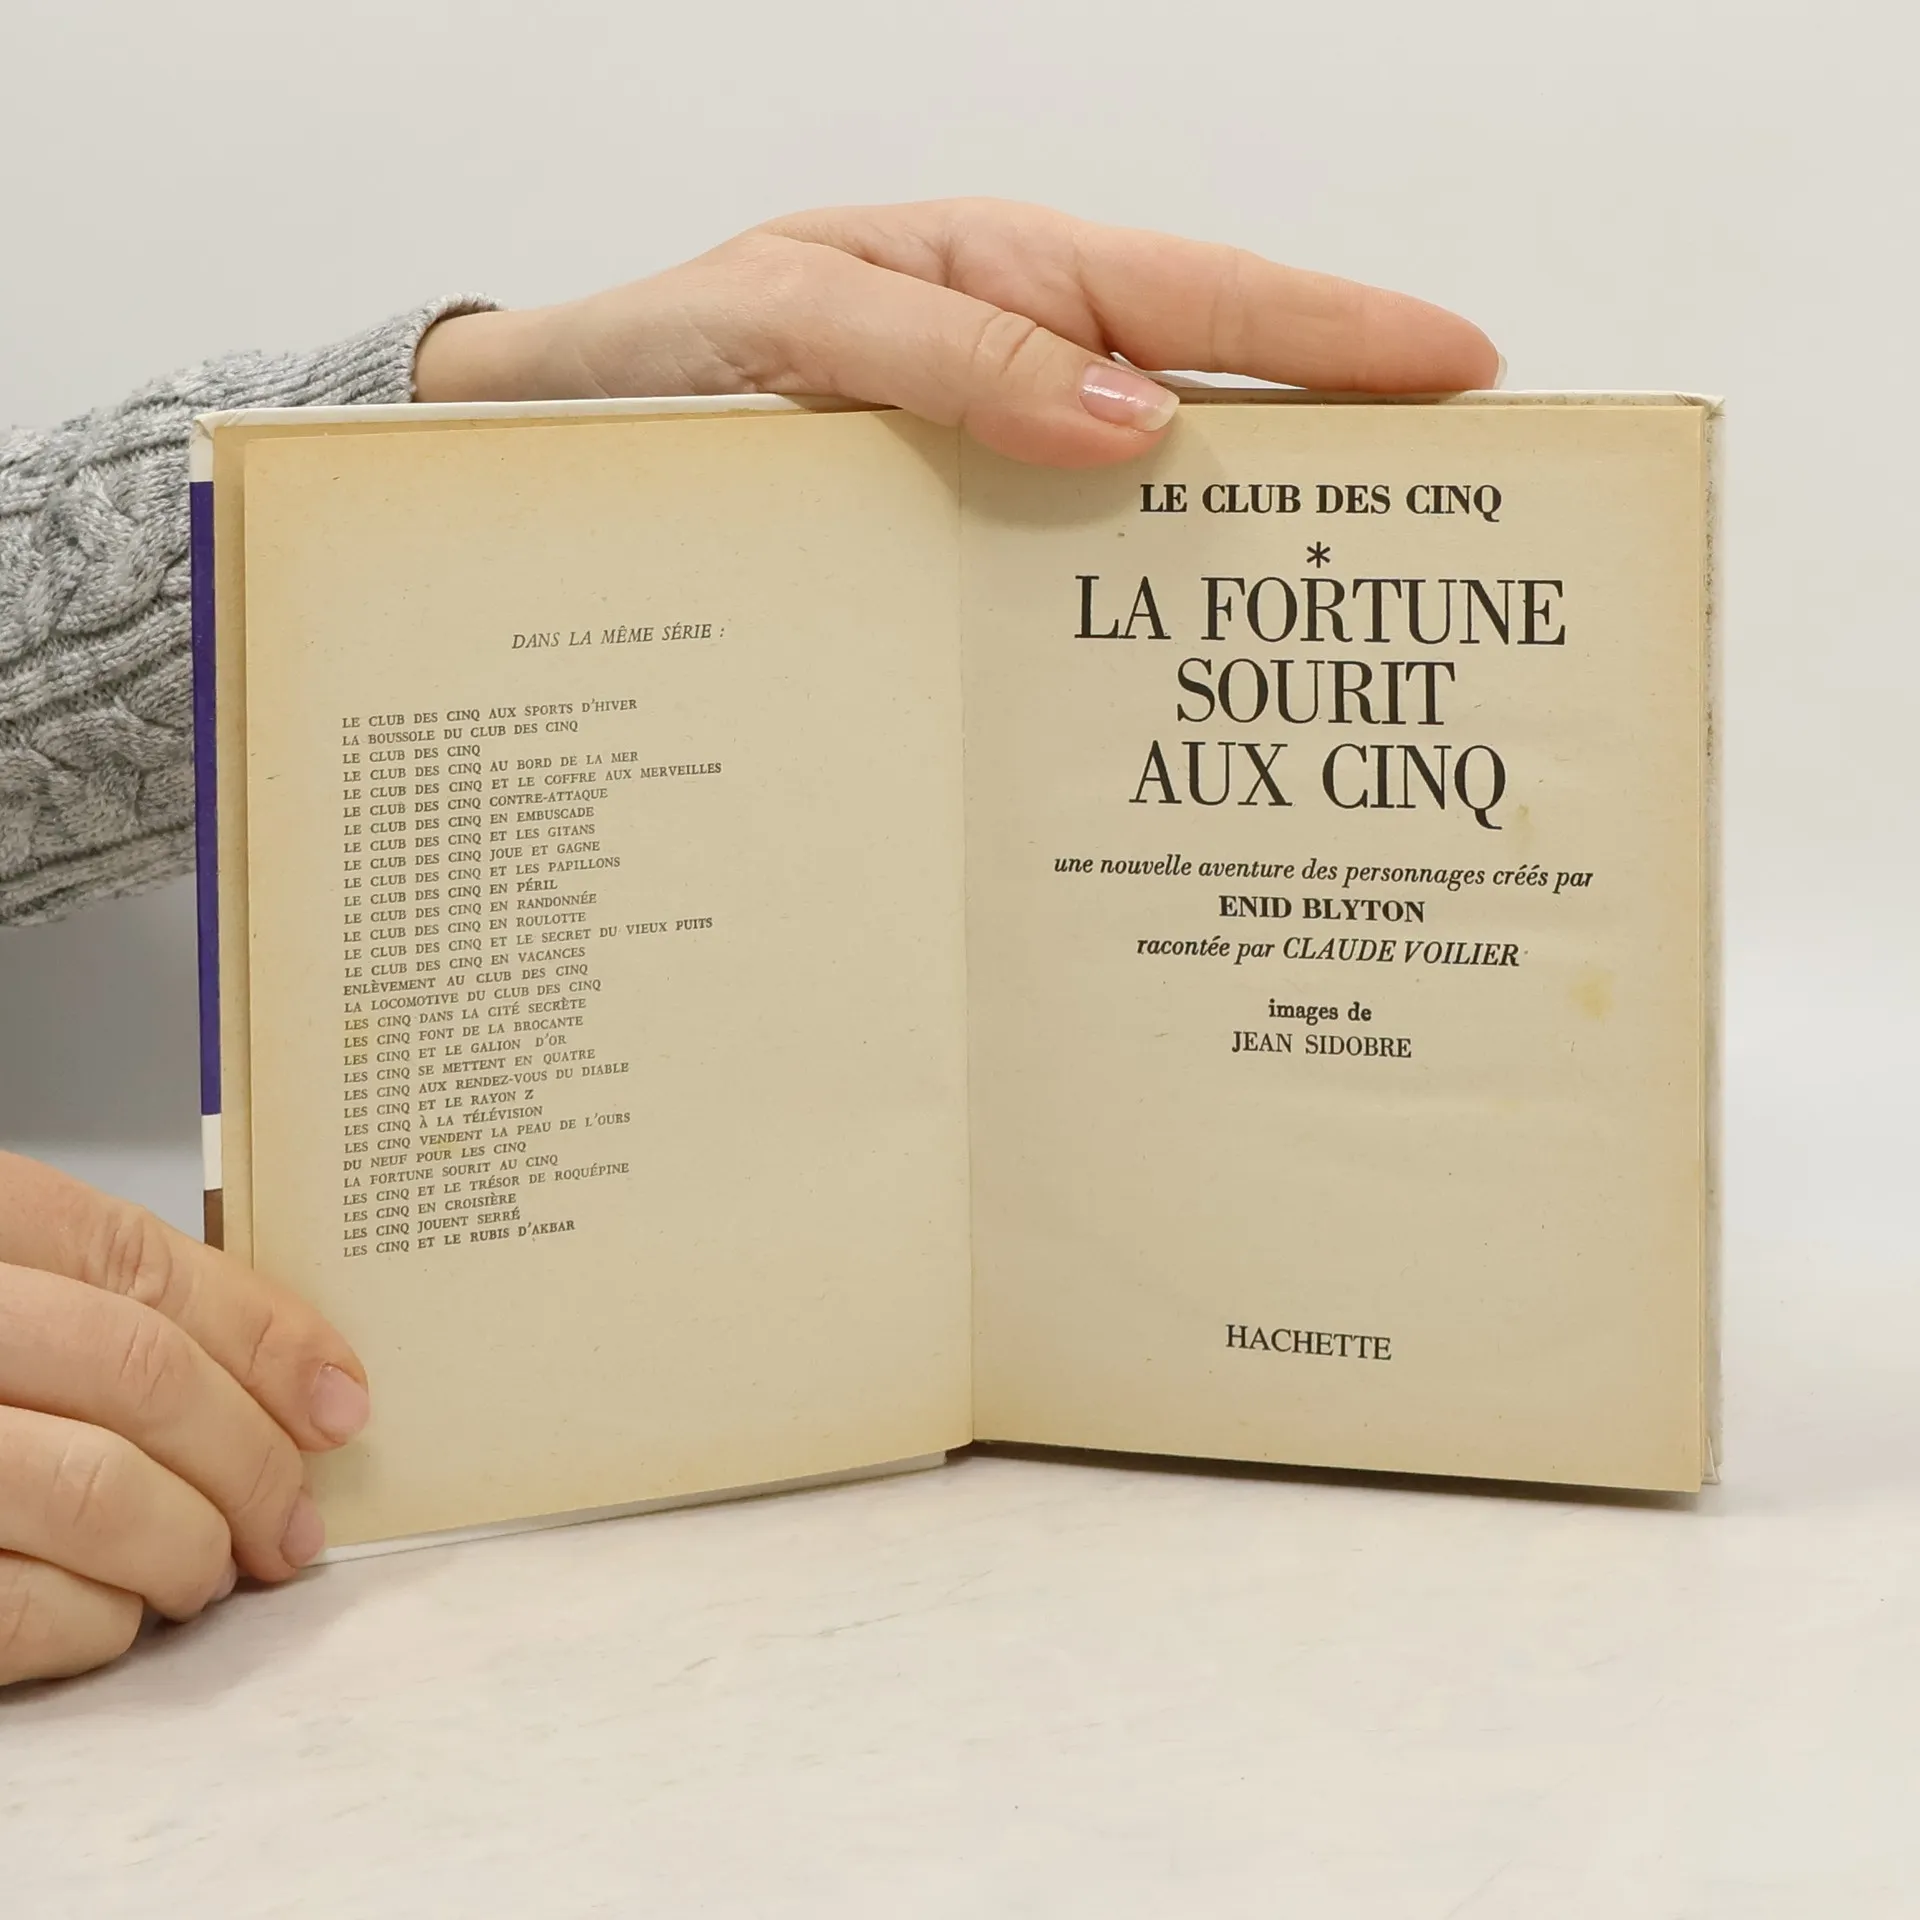 DANS LA MÊME SÉRIE :
LE CLUB DES CINQ AUX SPORTS D'HIVER
LA BOUSSOLE DU CLUB DES CINQ
LE CLUB DES CINQ
LE CLUB DES CINQ AU BORD DE LA MER
LE CLUB DES CINQ ET LE COFFRE AUX MERVEILLES
LE CLUB DES CINQ CONTRE-ATTAQUE
LE CLUB DES CINQ EN EMBUSCADE
LE CLUB DES CINQ ET LES GITANS
LE CLUB DES CINQ JOUE ET GAGNE
LE CLUB DES CINQ ET LES PAPILLONS
LE CLUB DES CINQ EN PÉRIL
LE CLUB DES CINQ EN RANDONNÉE
LE CLUB DES CINQ EN ROULOTTE
LE CLUB DES CINQ ET LE SECRET DU VIEUX PUITS
LE CLUB DES CINQ EN VACANCES
ENLÈVEMENT AU CLUB DES CINQ
LA LOCOMOTIVE DU CLUB DES CINQ
LES CINQ DANS LA CITÉ SECRÈTE
LES CINQ FONT DE LA BROCANTE
LES CINQ ET LE GALION D'OR
LES CINQ SE METTENT EN QUATRE
LES CINQ AUX RENDEZ-VOUS DU DIABLE
LES CINQ ET LE RAYON Z
LES CINQ À LA TÉLÉVISION
LES CINQ VENDENT LA PEAU DE L'OURS
DU NEUF POUR LES CINQ
LA FORTUNE SOURIT AU CINQ
LES CINQ ET LE TRÉSOR DE ROQUÉPINE
LES CINQ EN CROISIÈRE
LES CINQ JOUENT SERRÉ
LES CINQ ET LE RUBIS D'AKBAR
LE CLUB DES CINQ
*
LA FORTUNE
SOURIT
AUX CINQ
une nouvelle aventure des personnages créés par
ENID BLYTON
racontée par CLAUDE VOILIER
images de
JEAN SIDOBRE
HACHETTE